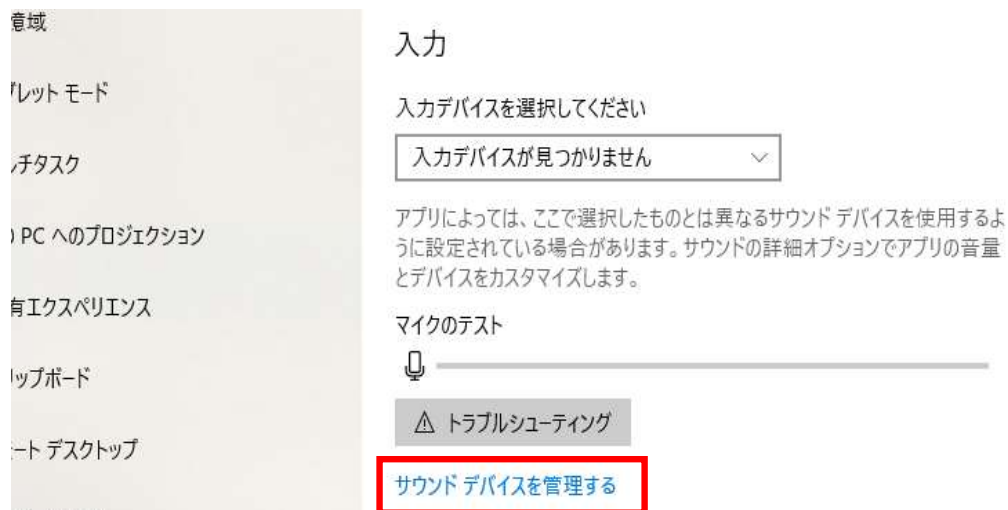 意域
入力
ブレット モード
入力デバイスを選択してください
入力デバイスが見つかりません
ルチタスク
PC へのプロジェクション
アプリによっては、ここで選択したものとは異なるサウンド デバイスを使用するよ
うに設定されている場合があります。サウンドの詳細オプションでアプリの音量
とデバイスをカスタマイズします。
有エクスペリエンス
マイクのテスト
リップボード
トラブルシューティング
ート デスクトップ
サウンド デバイスを管理する